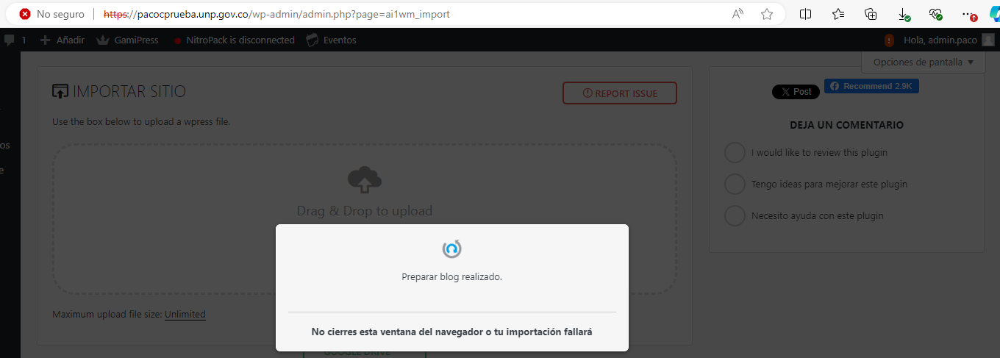 No seguro https://pacocprueba.unp.gov.co/wp-admin/admin.php?page=ai1wm_import
1 Añadir GamiPress NitroPack is disconnected Eventos ! Hola, admin.paco
Opciones de pantalla
IMPORTAR SITIO
REPORT ISSUE
Use the box below to upload a wpress file.
Drag & Drop to upload
Preparar blog realizado.
No cierres esta ventana del navegador o tu importación fallará
Maximum upload file size: Unlimited
GOOGLE DRIVE
os
e
Post
Recommend 2.9K
DEJA UN COMENTARIO
I would like to review this plugin
Tengo ideas para mejorar este plugin
Necesito ayuda con este plugin